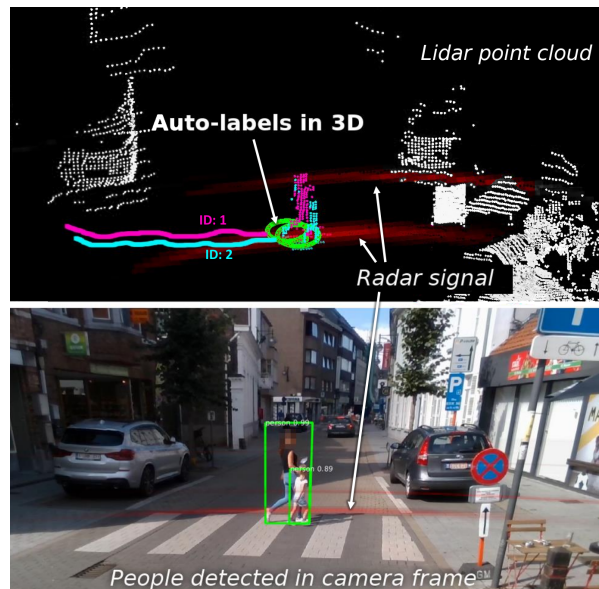 Lidar point cloud
Auto-labels in 3D
ID: 1
ID: 2
Radar signal
person 0.99
person 0.89
P
GM
People detected in camera frame